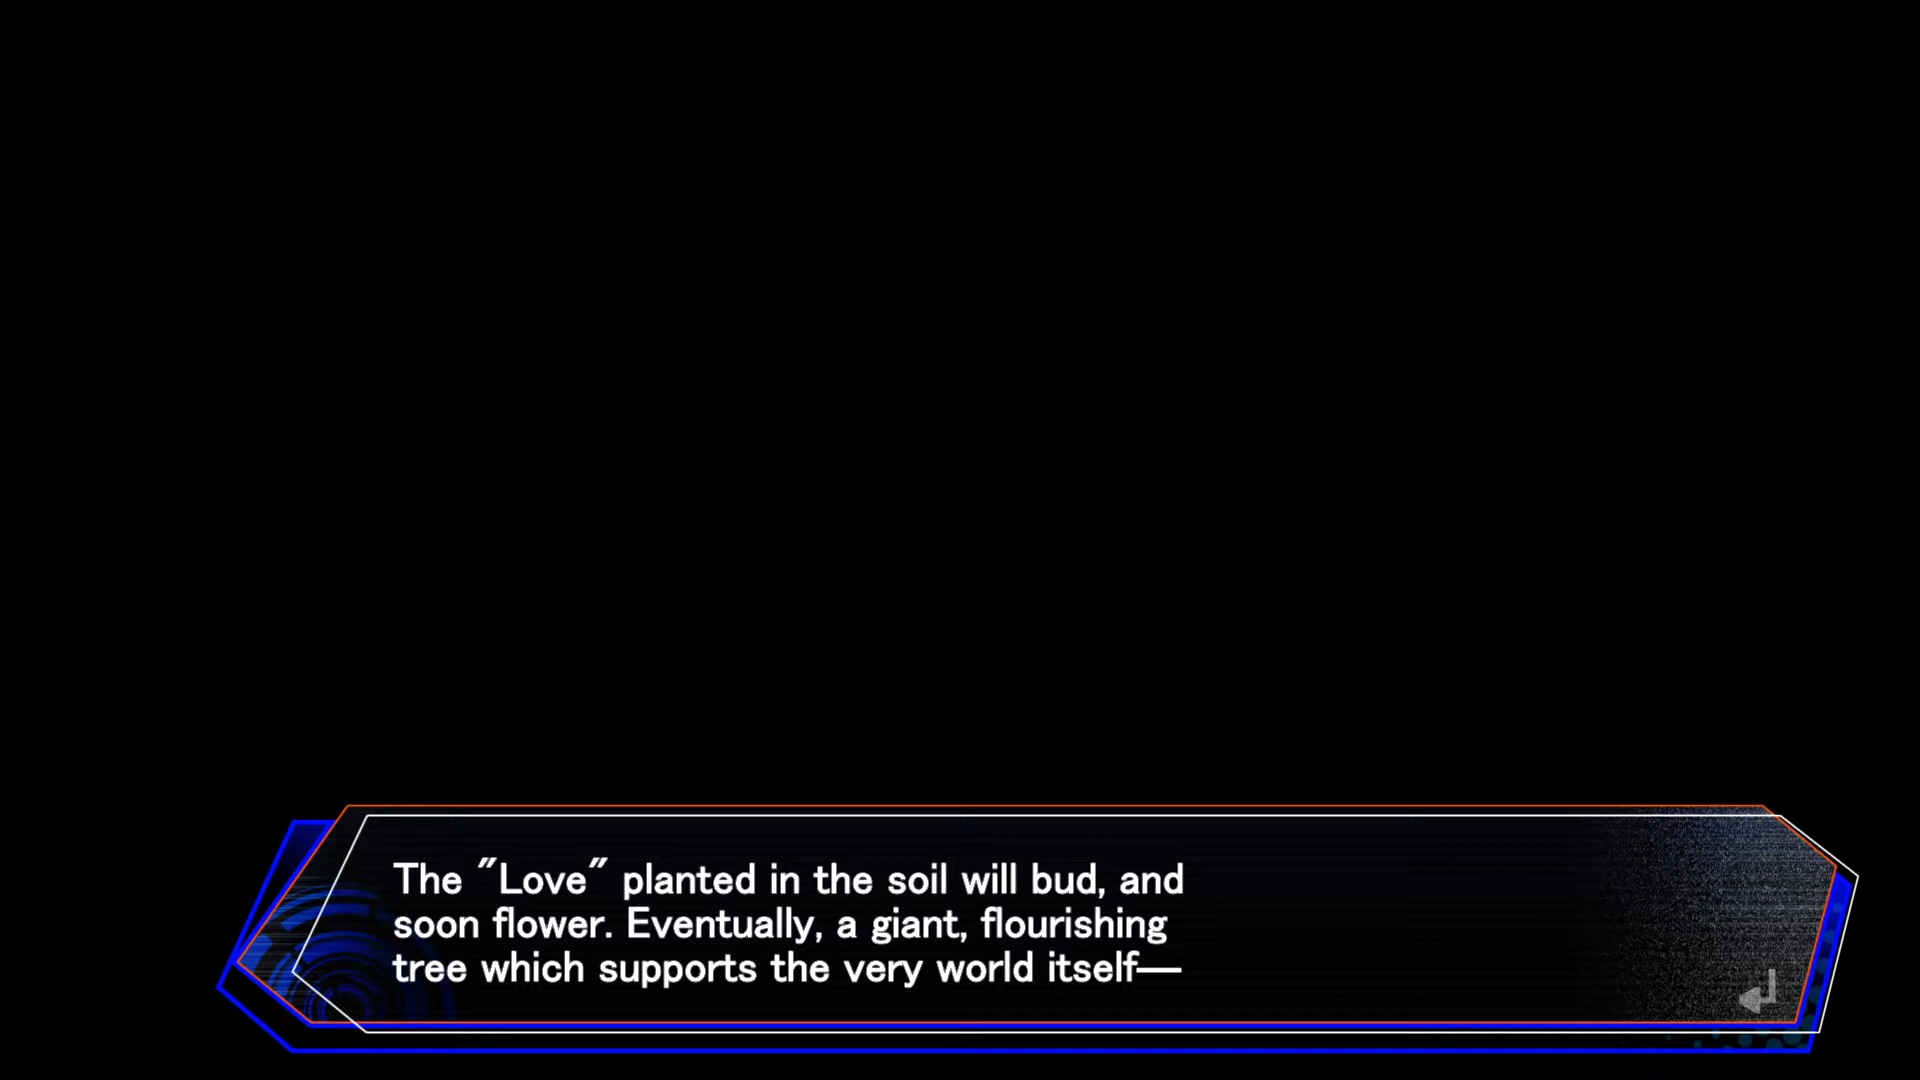 The "Love" planted in the soil will bud, and
soon flower. Eventually, a giant, flourishing
tree which supports the very world itself—